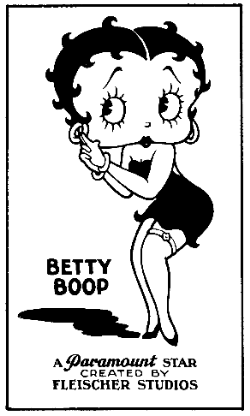 BETTY
BOOP
A Paramount STAR
CREATED BY
FLEISCHER STUDIOS